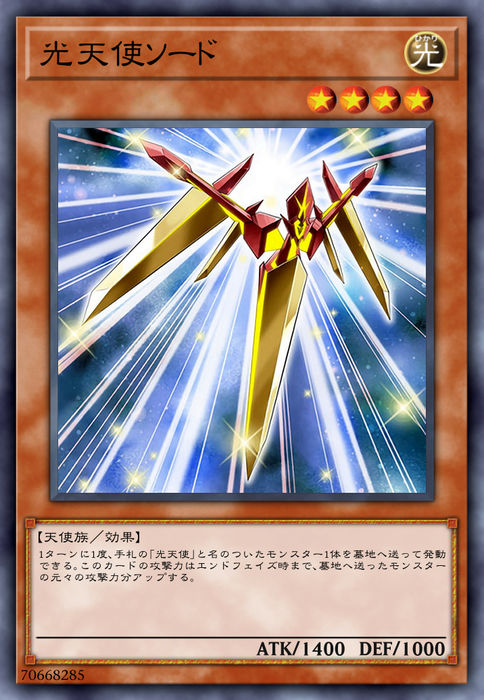 光天使ソード
ひかり
光
【天使族／効果】
1ターンに1度、手札の「光天使」と名のついたモンスター1体を墓地へ送って発動
できる。このカードの攻撃力はエンドフェイズ時まで、墓地へ送ったモンスター
の元々の攻撃力分アップする。
ATK/1400 DEF/1000
70668285